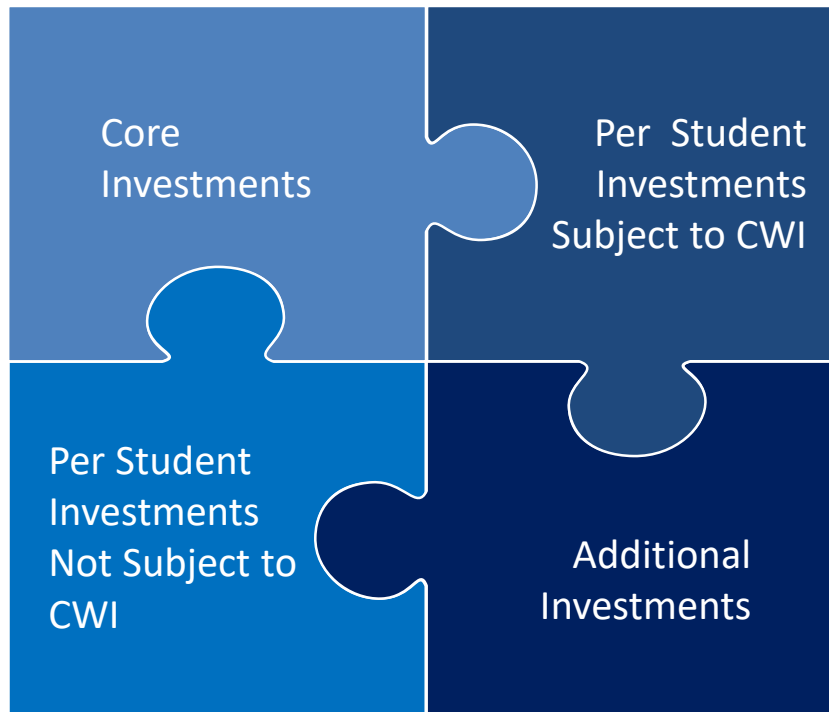 Core
Investments
Per Student
Investments
Subject to CWI
Per Student
Investments
Not Subject to
CWI
Additional
Investments